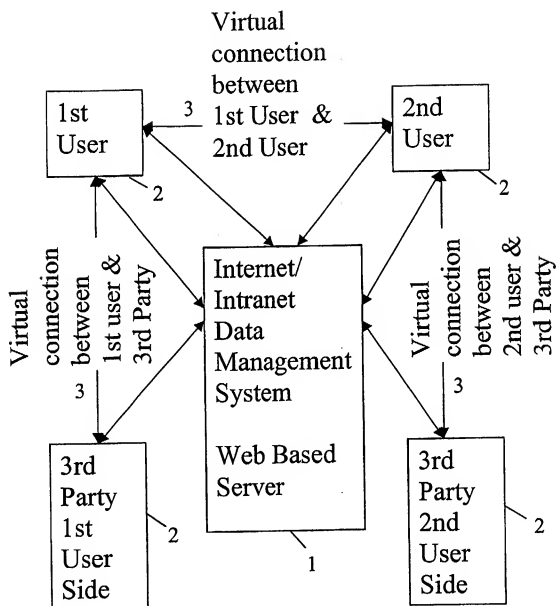 Virtual
connection
between
1st User &
2nd User
3
1st
User
2
2nd
User
2
Virtual
connection
between
1st user &
3rd Party
3
Internet/
Intranet
Data
Management
System
Web Based
Server
1
Virtual
connection
between
2nd user &
3rd Party
3
3rd
Party
1st
User
Side
2
3rd
Party
2nd
User
Side
2